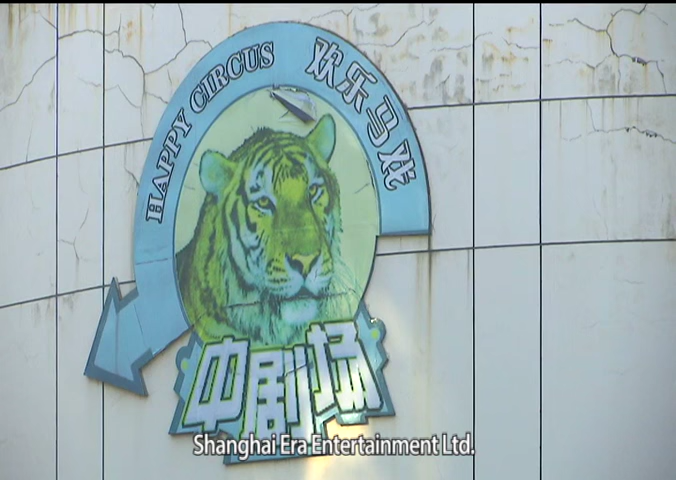 HAPPY CIRCUS 欢乐马戏
中剧场
Shanghai Era Entertainment Ltd.